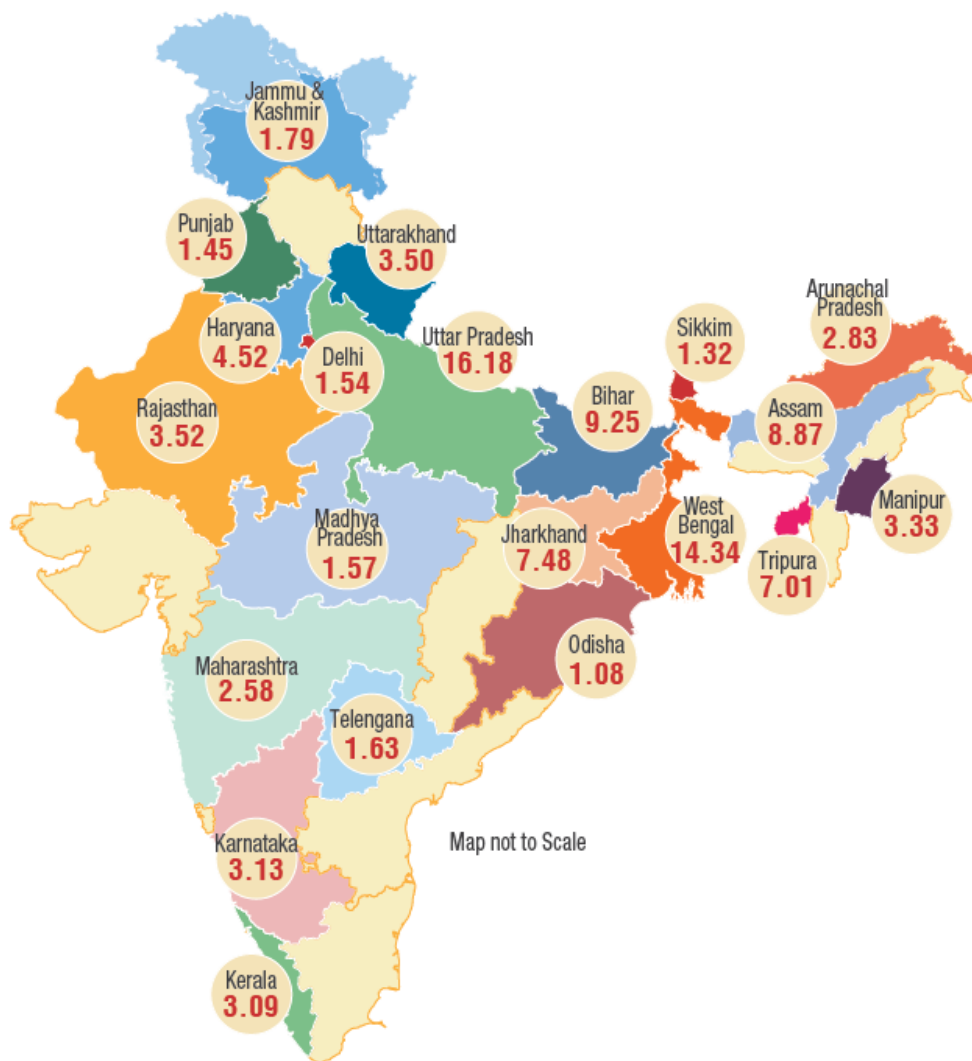 Jammu &
Kashmir
1.79
Punjab
1.45
Uttarakhand
3.50
Haryana
4.52
Delhi
1.54
Uttar Pradesh
16.18
Sikkim
1.32
Arunachal
Pradesh
2.83
Rajasthan
3.52
Bihar
9.25
Assam
8.87
Madhya
Pradesh
1.57
Jharkhand
7.48
West
Bengal
14.34
Manipur
3.33
Tripura
7.01
Maharashtra
2.58
Odisha
1.08
Telengana
1.63
Karnataka
3.13
Map not to Scale
Kerala
3.09